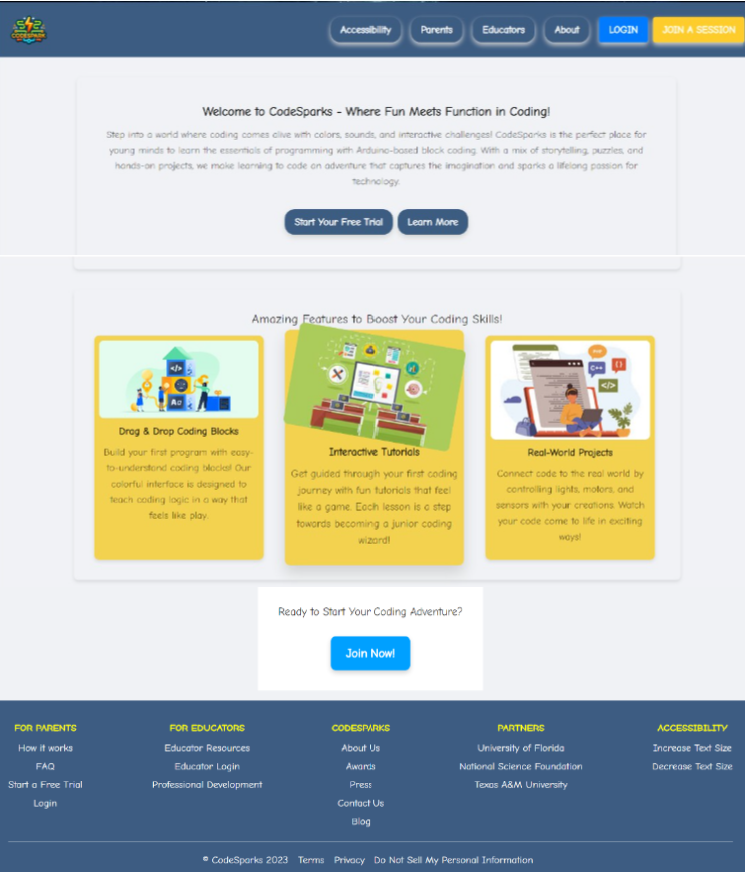 CODESPARK
Accessibility
Parents
Educators
About
LOGIN
JOIN A SESSION
Welcome to CodeSparks - Where Fun Meets Function in Coding!
Step into a world where coding comes alive with colors, sounds, and interactive challenges! CodeSparks is the perfect place for
young minds to learn the essentials of programming with Arduino-based block coding. With a mix of storytelling, puzzles, and
hands-on projects, we make learning to code an adventure that captures the imagination and sparks a lifelong passion for
technology.
Start Your Free Trial
Learn More
Amazing Features to Boost Your Coding Skills!
</>
Drag & Drop Coding Blocks
Build your first program with easy-
to-understand coding blocks! Our
colorful interface is designed to
teach coding logic in a way that
feels like play.
Interactive Tutorials
Get guided through your first coding
journey with fun tutorials that feel
like a game. Each lesson is a step
towards becoming a junior coding
wizard!
C++
{}
</>
Real-World Projects
Connect code to the real world by
controlling lights, motors, and
sensors with your creations. Watch
your code come to life in exciting
ways!
Ready to Start Your Coding Adventure?
Join Now!
FOR PARENTS
How it works
FAQ
Start a Free Trial
Login
FOR EDUCATORS
Educator Resources
Educator Login
Professional Development
CODESPARKS
About Us
Awards
Press
Contact Us
Blog
PARTNERS
University of Florida
National Science Foundation
Texas A&M University
ACCESSIBILITY
Increase Text Size
Decrease Text Size
© CodeSparks 2023 Terms Privacy Do Not Sell My Personal Information